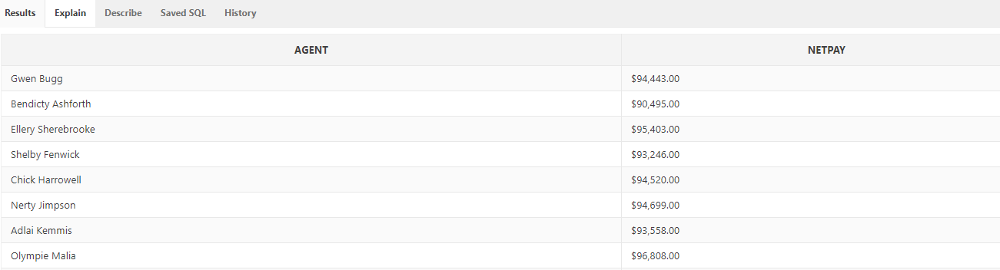 Results Explain Describe Saved SQL History
AGENT NETPAY
Gwen Bugg $94,443.00
Bendicty Ashforth $90,495.00
Ellery Sherebrooke $95,403.00
Shelby Fenwick $93,246.00
Chick Harrowell $94,520.00
Nerty Jimpson $94,699.00
Adlai Kemmis $93,558.00
Olympie Malia $96,808.00